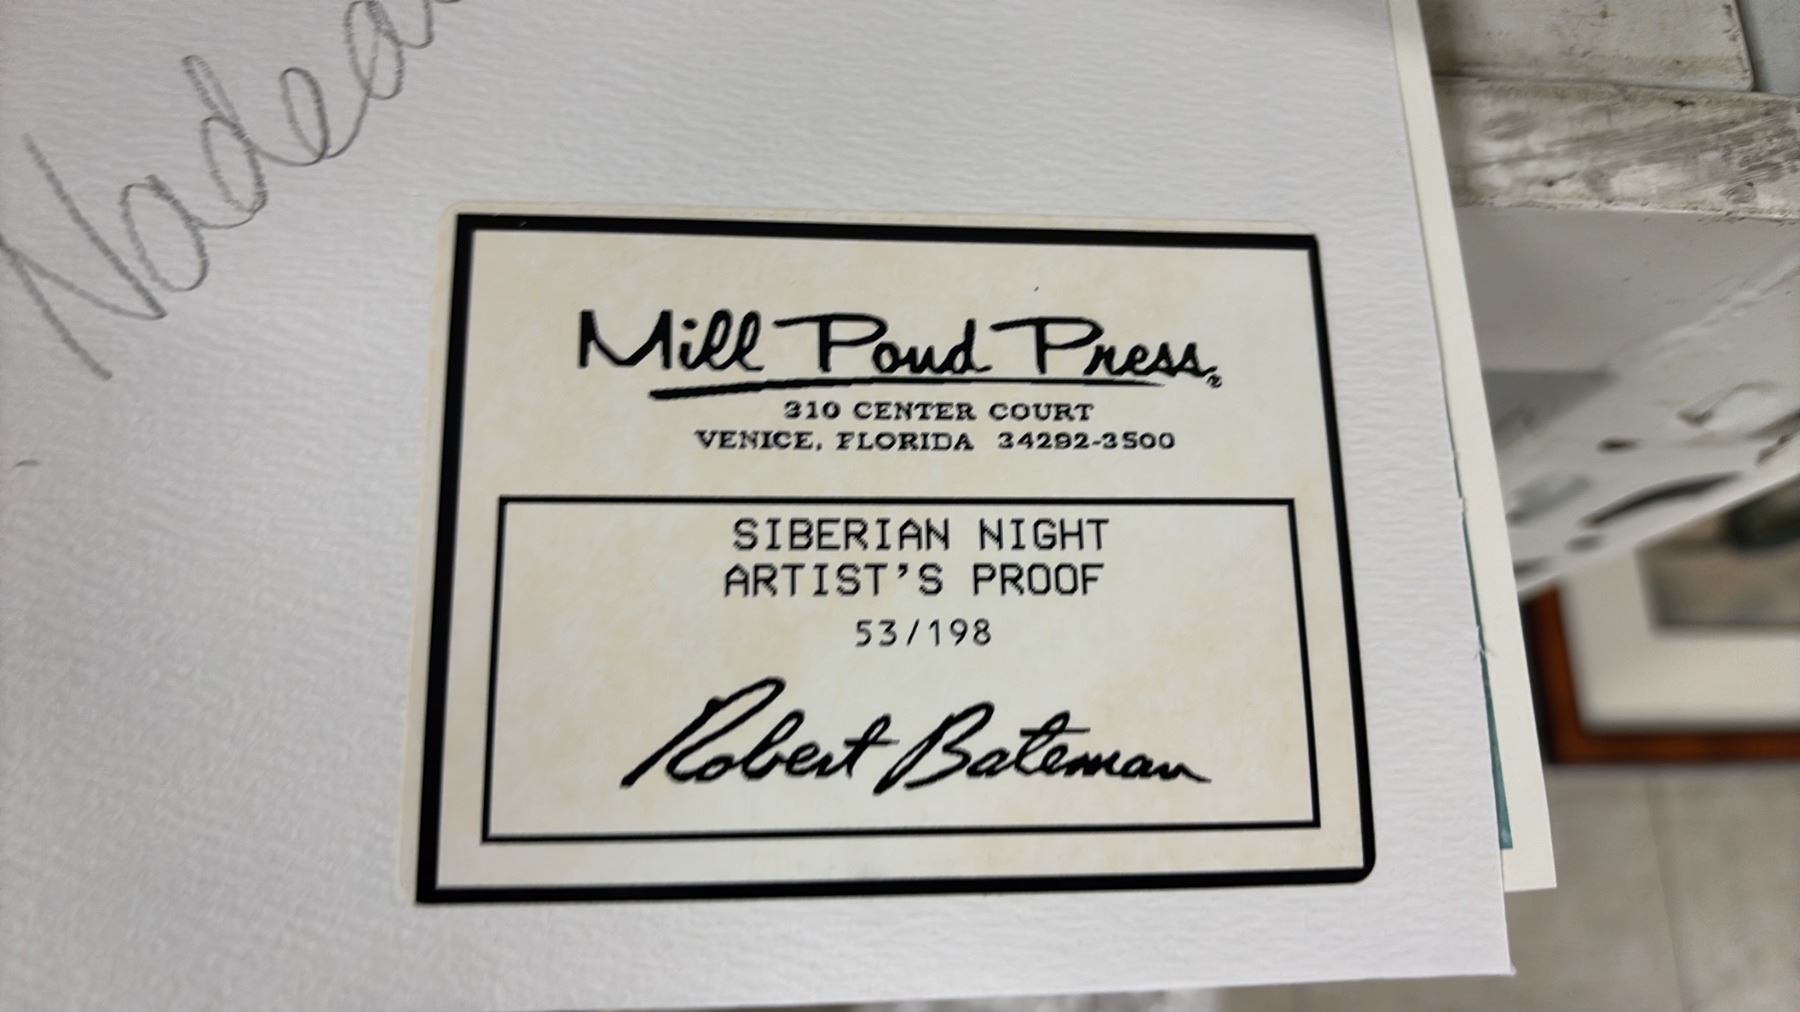 Mill Pond Press
310 CENTER COURT
VENICE, FLORIDA 34292-3500
SIBERIAN NIGHT
ARTIST'S PROOF
53/198
Robert Bateman